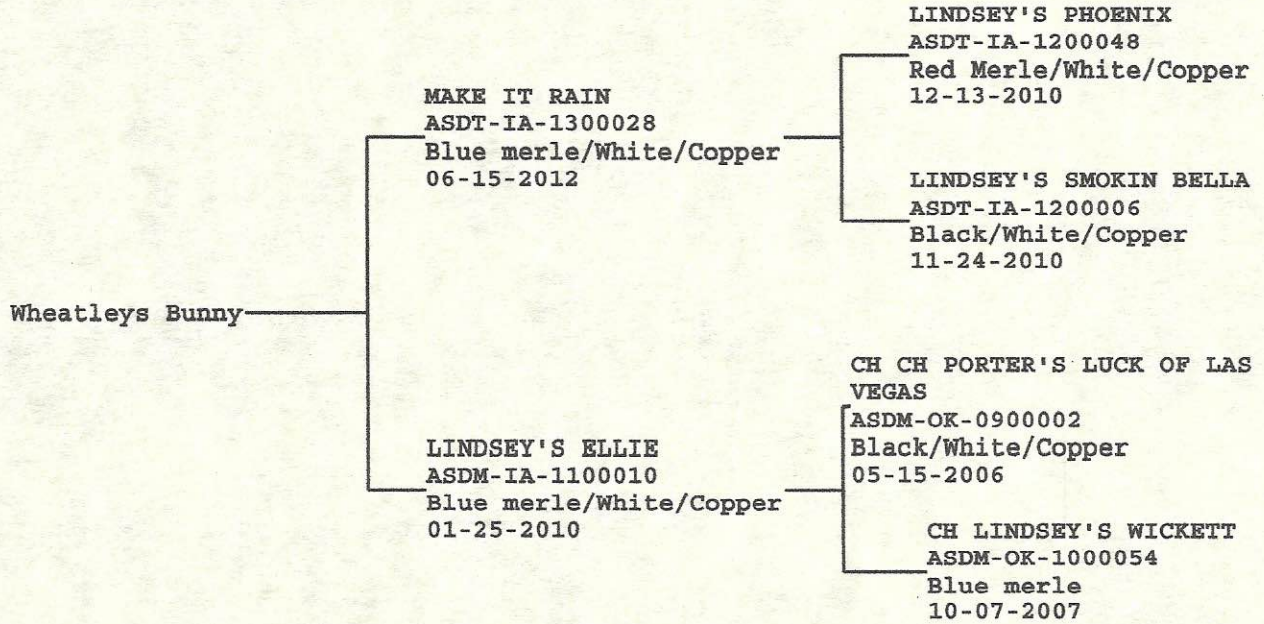 LINDSEY'S PHOENIX
ASDT-IA-1200048
Red Merle/White/Copper
12-13-2010
MAKE IT RAIN
ASDT-IA-1300028
Blue merle/White/Copper
06-15-2012
LINDSEY'S SMOKIN BELLA
ASDT-IA-1200006
Black/White/Copper
11-24-2010
Wheatleys Bunny
CH CH PORTER'S LUCK OF LAS
VEGAS
ASDM-OK-0900002
Black/White/Copper
05-15-2006
LINDSEY'S ELLIE
ASDM-IA-1100010
Blue merle/White/Copper
01-25-2010
CH LINDSEY'S WICKETT
ASDM-OK-1000054
Blue merle
10-07-2007